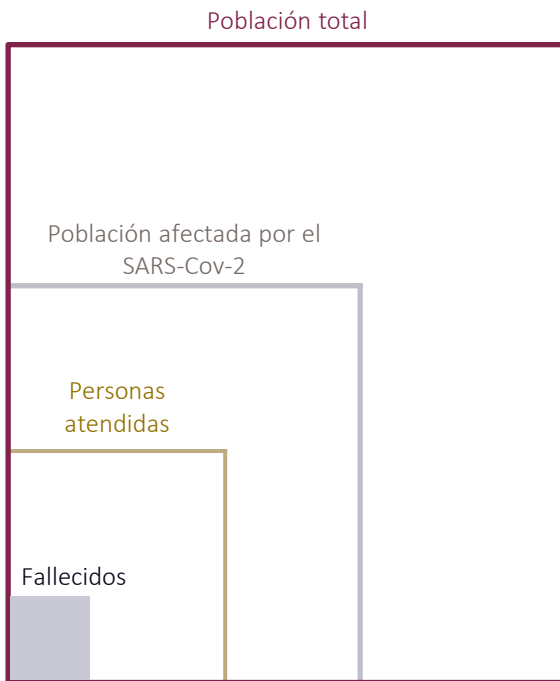 Población total
Población afectada por el
SARS-Cov-2
Personas
atendidas
Fallecidos